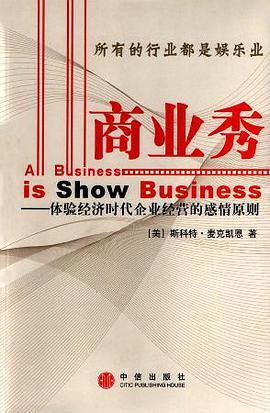 所有的行业都是娱乐业
商业秀
All Business
is Show Business
——体验经济时代企业经营的感情原则
[美] 斯科特·麦克凯恩 著
中信出版社
CITIC PUBLISHING HOUSE